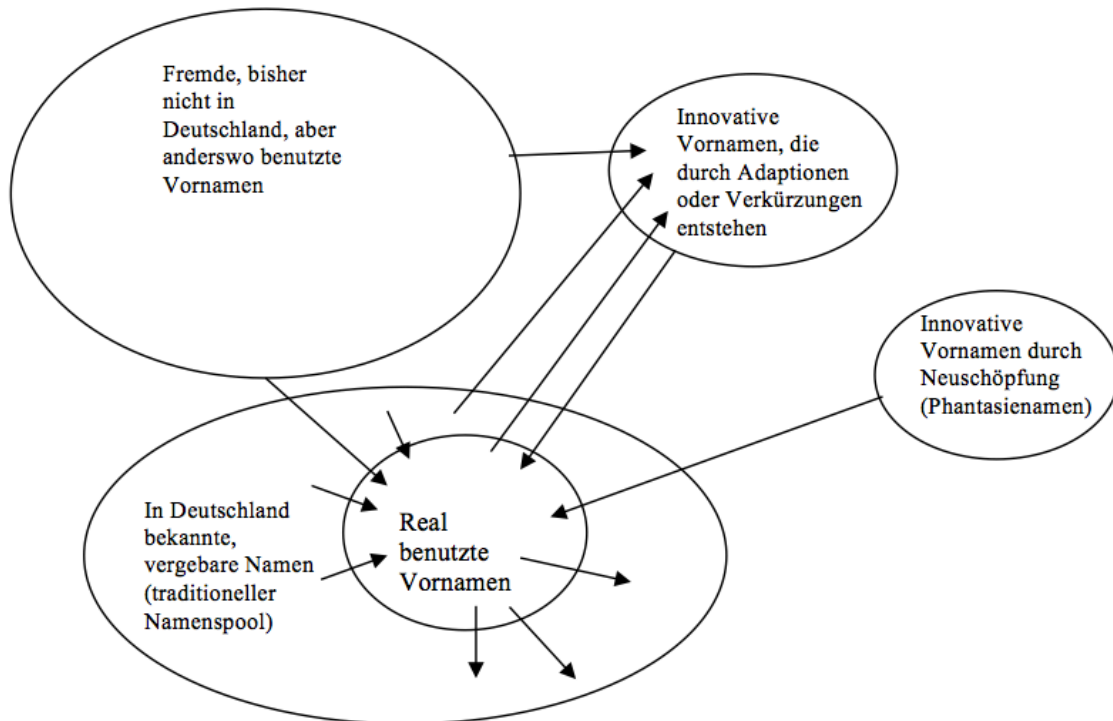 Fremde, bisher
nicht in
Deutschland, aber
anderswo benutzte
Vornamen
Innovative
Vornamen, die
durch Adaptionen
oder Verkürzungen
entstehen
Innovative
Vornamen durch
Neuschöpfung
(Phantasienamen)
In Deutschland
bekannte,
vergebare Namen
(traditioneller
Namenspool)
Real
benutzte
Vornamen